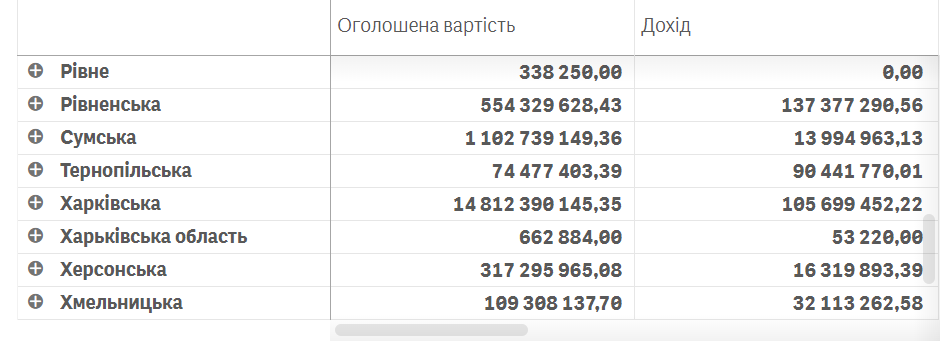 Оголошена вартість Дохід
Рівне 338 250,00 0,00
Рівненська 554 329 628,43 137 377 290,56
Сумська 1 102 739 149,36 13 994 963,13
Тернопільська 74 477 403,39 90 441 770,01
Харківська 14 812 390 145,35 105 699 452,22
Харьківська область 662 884,00 53 220,00
Херсонська 317 295 965,08 16 319 893,39
Хмельницька 109 308 137,70 32 113 262,58